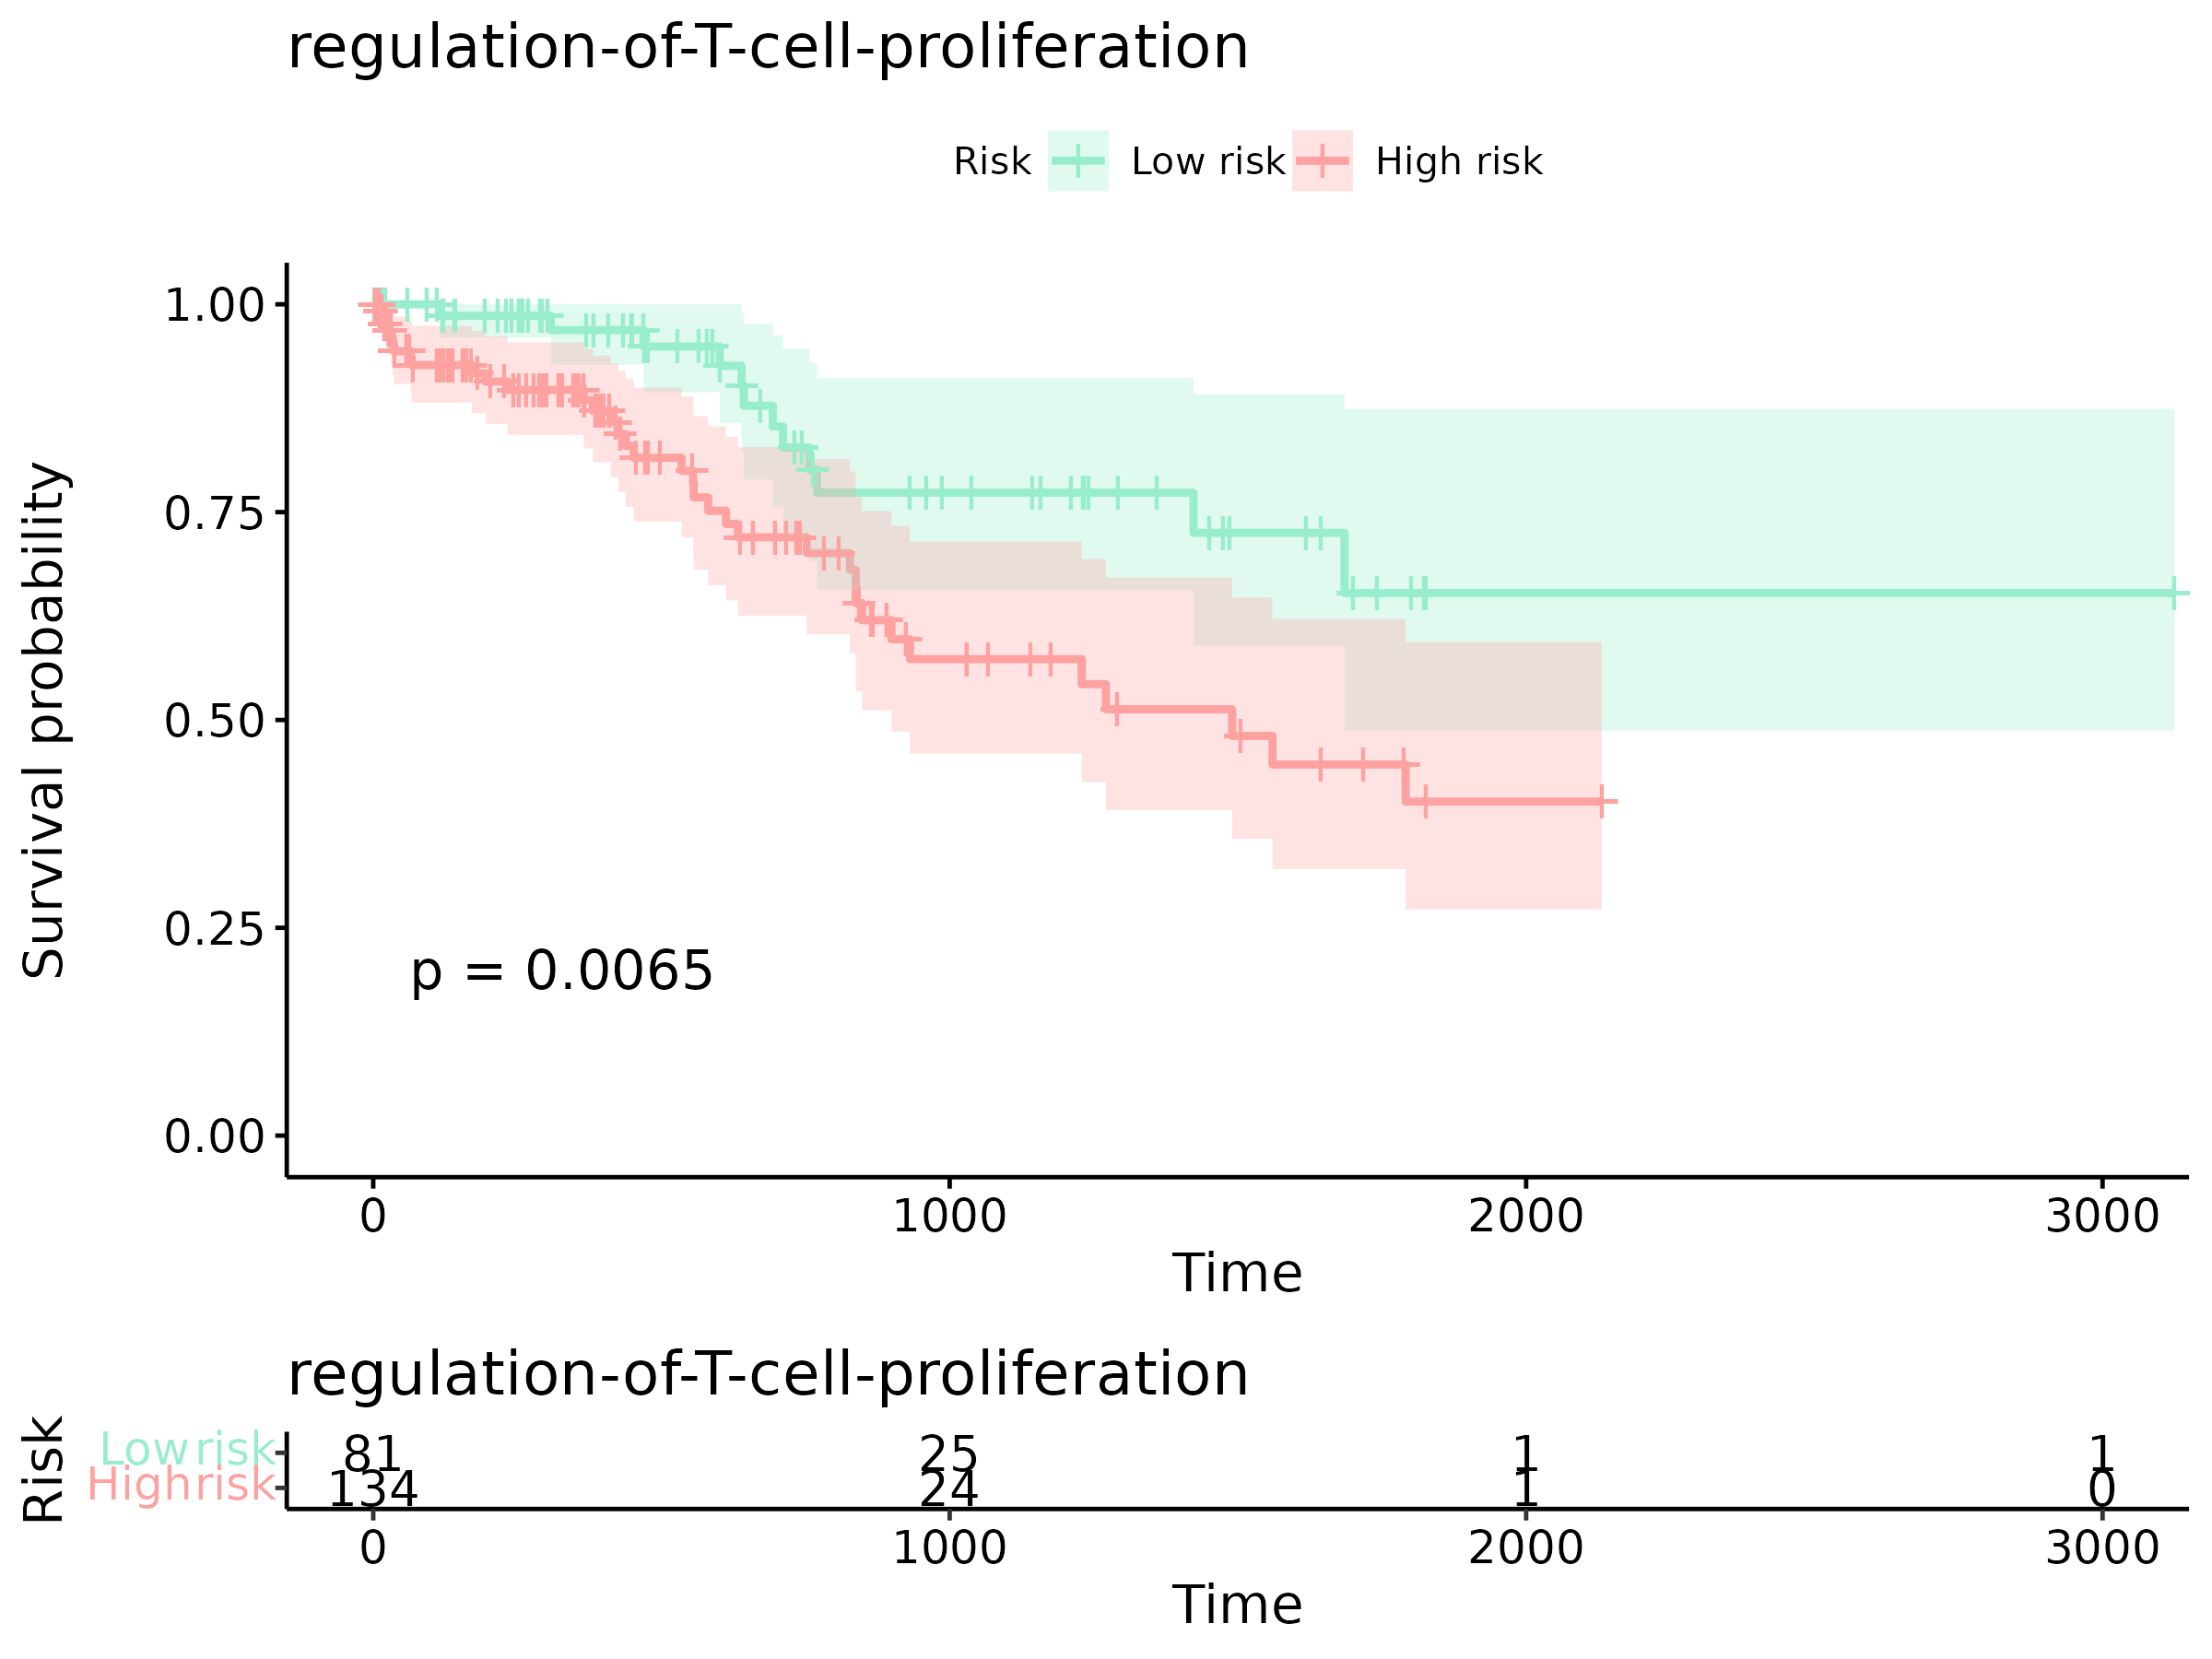 regulation-of-T-cell-proliferation
Risk Low risk High risk
Survival probability
1.00
0.75
0.50
0.25
0.00
p = 0.0065
0 1000 2000 3000
Time
regulation-of-T-cell-proliferation
Risk
Low risk 81 25 1 1
High risk 134 24 1 0
0 1000 2000 3000
Time